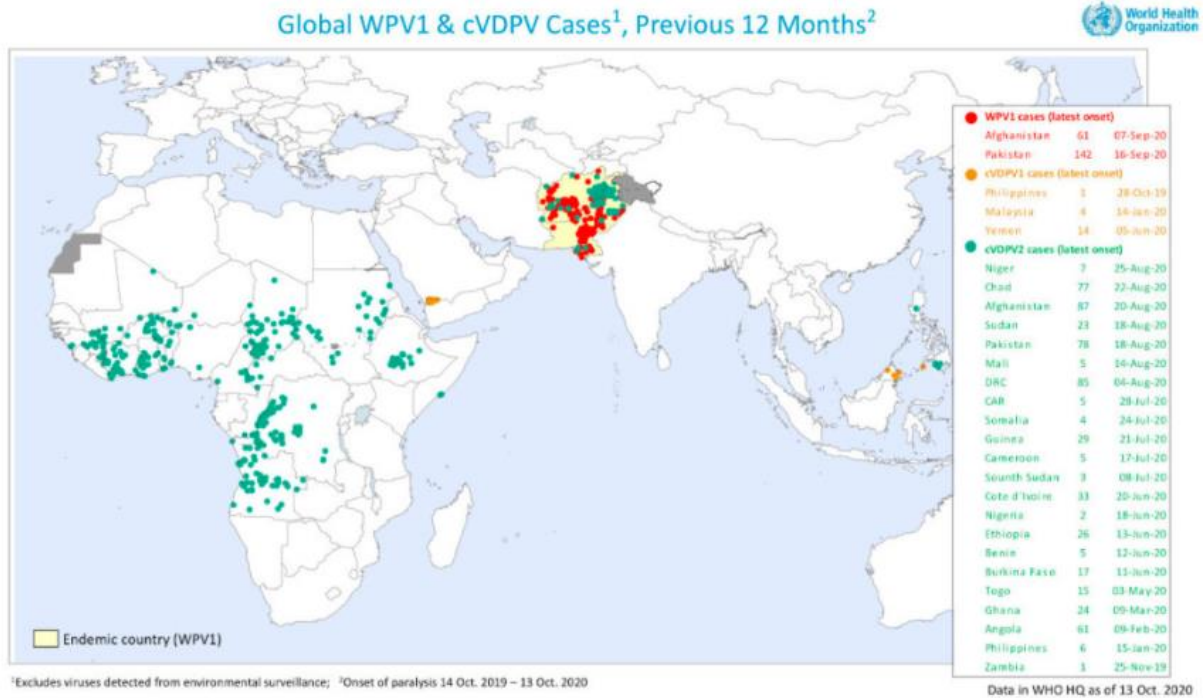 Global WPV1 & cVDPV Cases¹, Previous 12 Months²
World Health
Organization
WPV1 cases (latest onset)
Afghanistan 61 07-Sep-20
Pakistan 142 16-Sep-20
cVDPV1 cases (latest onset)
Philippines 1 28-Oct-19
Malaysia 4 14-Jan-20
Yemen 14 05-Jun-20
cVDPV2 cases (latest onset)
Niger 7 25-Aug-20
Chad 77 22-Aug-20
Afghanistan 87 20-Aug-20
Sudan 23 18-Aug-20
Pakistan 78 18-Aug-20
Mali 5 14-Aug-20
DRC 85 04-Aug-20
CAR 5 28-Jul-20
Somalia 4 24-Jul-20
Guinea 29 21-Jul-20
Cameroon 5 17-Jul-20
Sounth Sudan 3 08-Jul-20
Cote d'Ivoire 33 20-Jun-20
Nigeria 2 18-Jun-20
Ethiopia 26 13-Jun-20
Benin 5 12-Jun-20
Burkina Faso 17 11-Jun-20
Togo 15 03-May-20
Ghana 24 09-Mar-20
Angola 61 09-Feb-20
Philippines 6 15-Jan-20
Zambia 1 25-Nov-19
Endemic country (WPV1)
¹Excludes viruses detected from environmental surveillance; ²Onset of paralysis 14 Oct. 2019 – 13 Oct. 2020
Data in WHO HQ as of 13 Oct. 2020